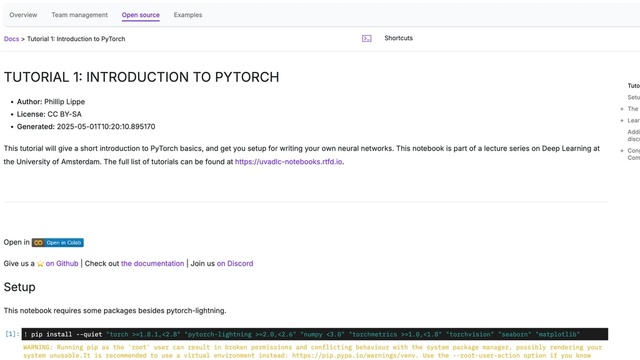 Overview Team management Open source Examples
Docs > Tutorial 1: Introduction to PyTorch Shortcuts
TUTORIAL 1: INTRODUCTION TO PYTORCH
• Author: Phillip Lippe
• License: CC BY-SA
• Generated: 2025-05-01T10:20:10.895170
This tutorial will give a short introduction to PyTorch basics, and get you setup for writing your own neural networks. This notebook is part of a lecture series on Deep Learning at
the University of Amsterdam. The full list of tutorials can be found at https://uvadlc-notebooks.rtfd.io.
Tuto
Setu
+ The
+ Lear
Addi
disc
+ Con
Com
Open in Open in Colab
Give us a ⭐ on Github | Check out the documentation | Join us on Discord
Setup
This notebook requires some packages besides pytorch-lightning.
[1]: ! pip install --quiet "torch >=1.8.1,<2.8" "pytorch-lightning >=2.0,<2.6" "numpy <3.0" "torchmetrics >=1.0,<1.8" "torchvision" "seaborn" "matplotlib"
WARNING: Running pip as the 'root' user can result in broken permissions and conflicting behaviour with the system package manager, possibly rendering your
system unusable.It is recommended to use a virtual environment instead: https://pip.pypa.io/warnings/venv. Use the --root-user-action option if you know